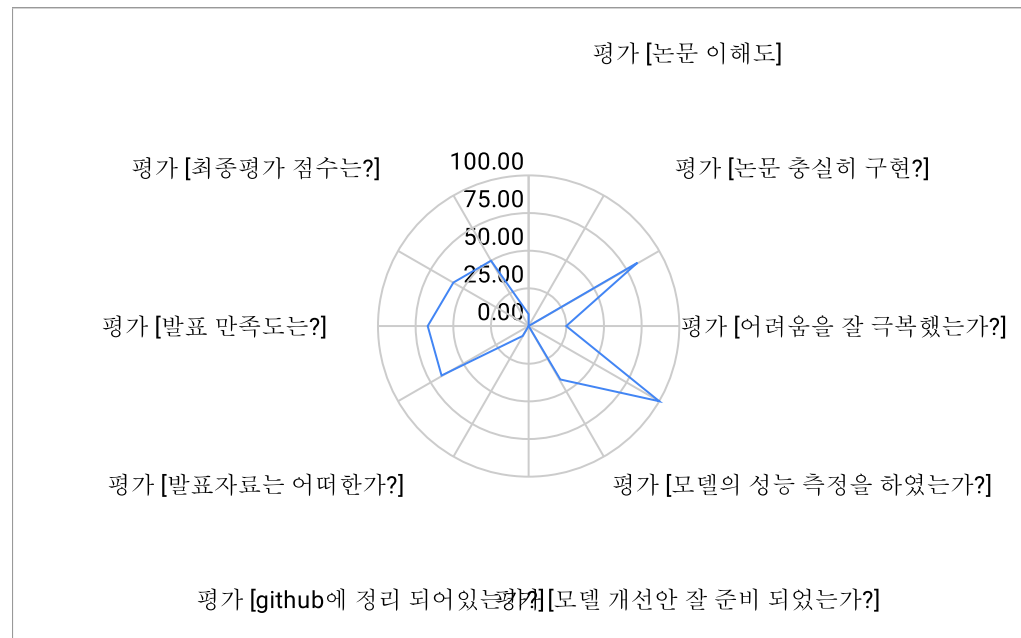 평가 [논문 이해도]
평가 [최종평가 점수는?]
100.00
평가 [논문 충실히 구현?]
75.00
50.00
25.00
0.00
평가 [발표 만족도는?]
평가 [어려움을 잘 극복했는가?]
평가 [발표자료는 어떠한가?]
평가 [모델의 성능 측정을 하였는가?]
평가 [github에 정리 되어있는가?]
평가 [모델 개선안 잘 준비 되었는가?]